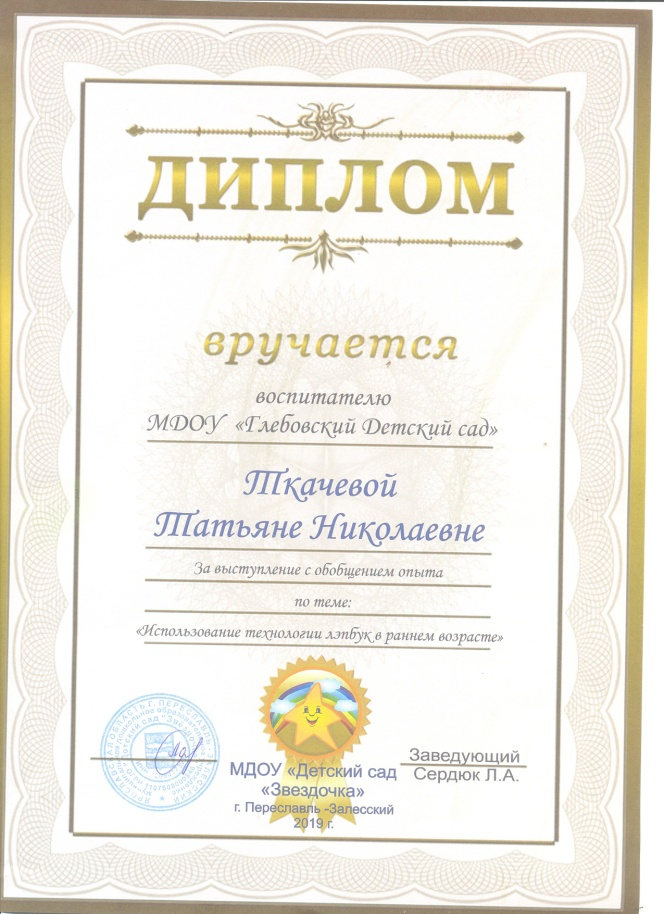 ДИПЛОМ
вручается
воспитателю
МДОУ «Глебовский Детский сад»
Ткачевой
Татьяне Николаевне
За выступление с обобщением опыта
по теме:
«Использование технологии лэпбук в раннем возрасте»
МДОУ «Детский сад
«Звездочка»
г. Переславль -Залесский
2019 г.
Заведующий
Сердюк Л.А.